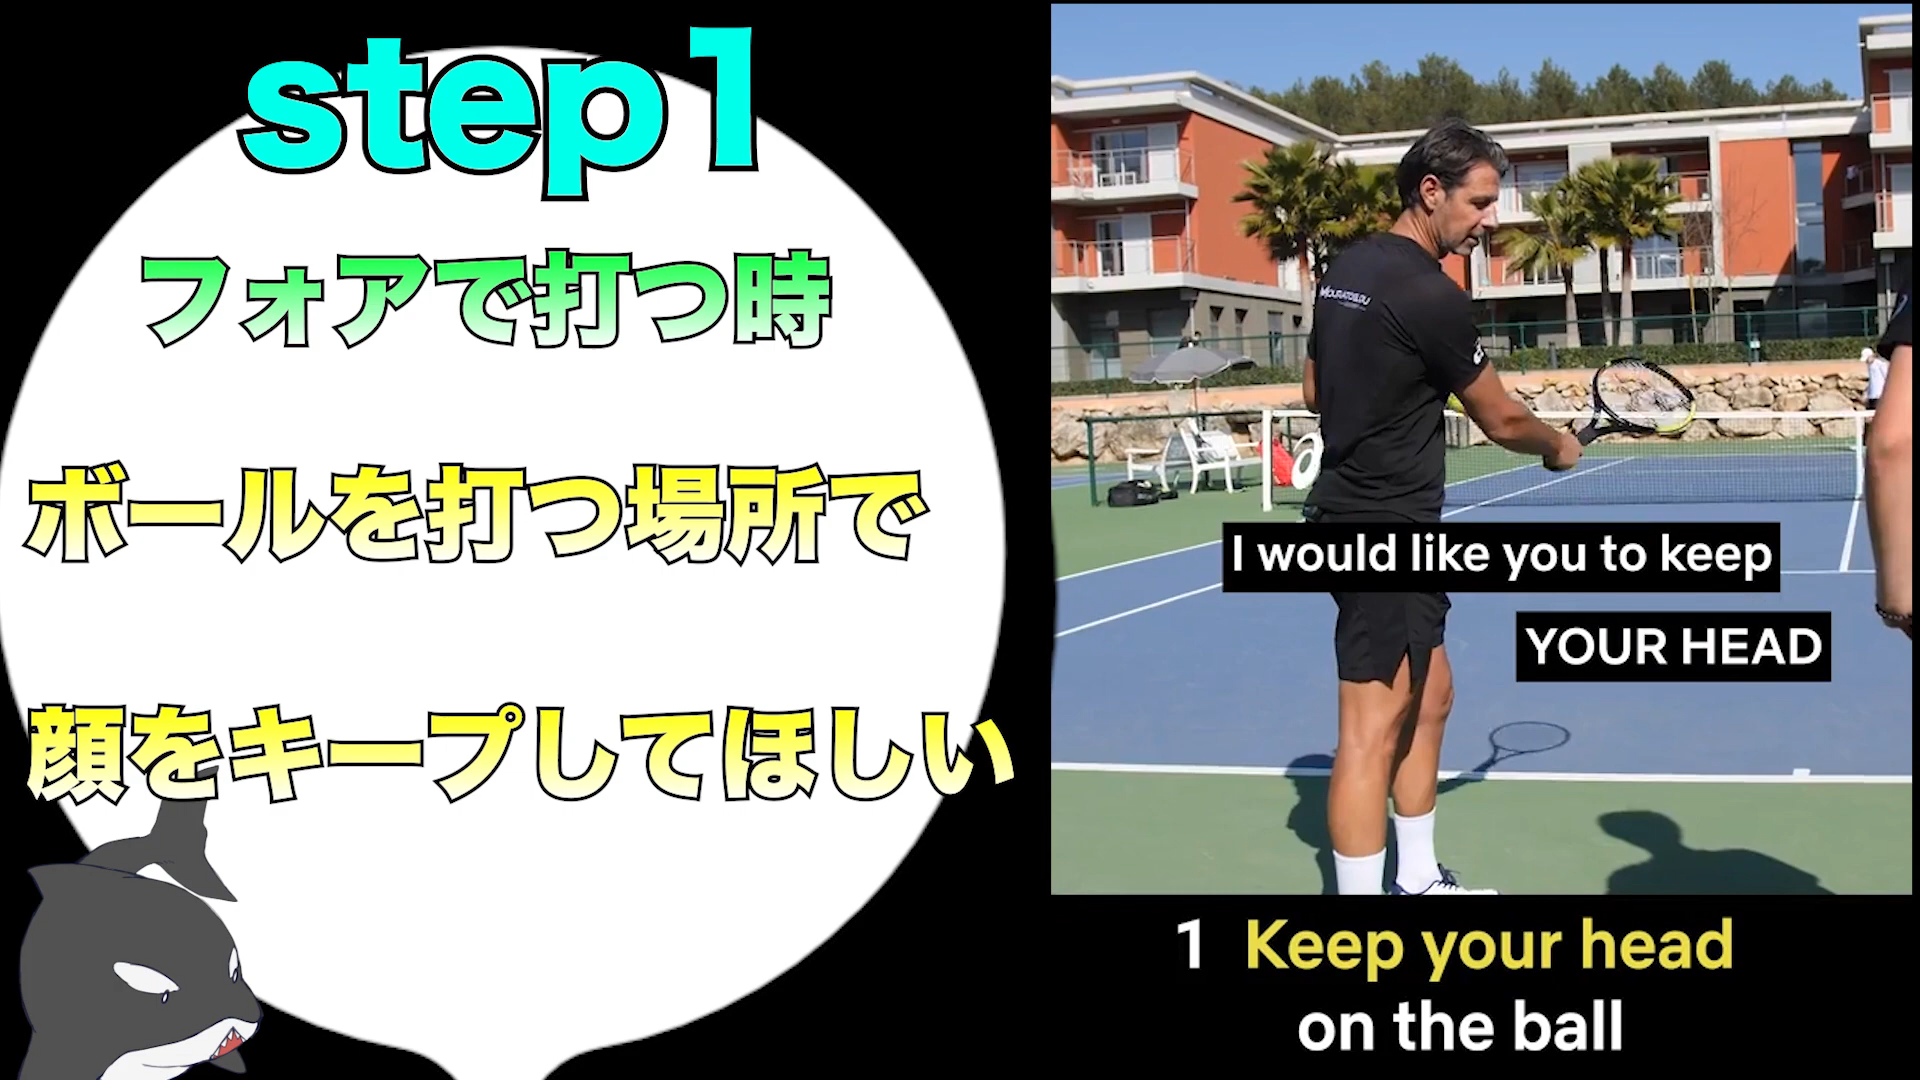 step1
フォアで打つ時
ボールを打つ場所で
顔をキープしてほしい
MOURATOGLOU
I would like you to keep
YOUR HEAD
1 Keep your head
on the ball